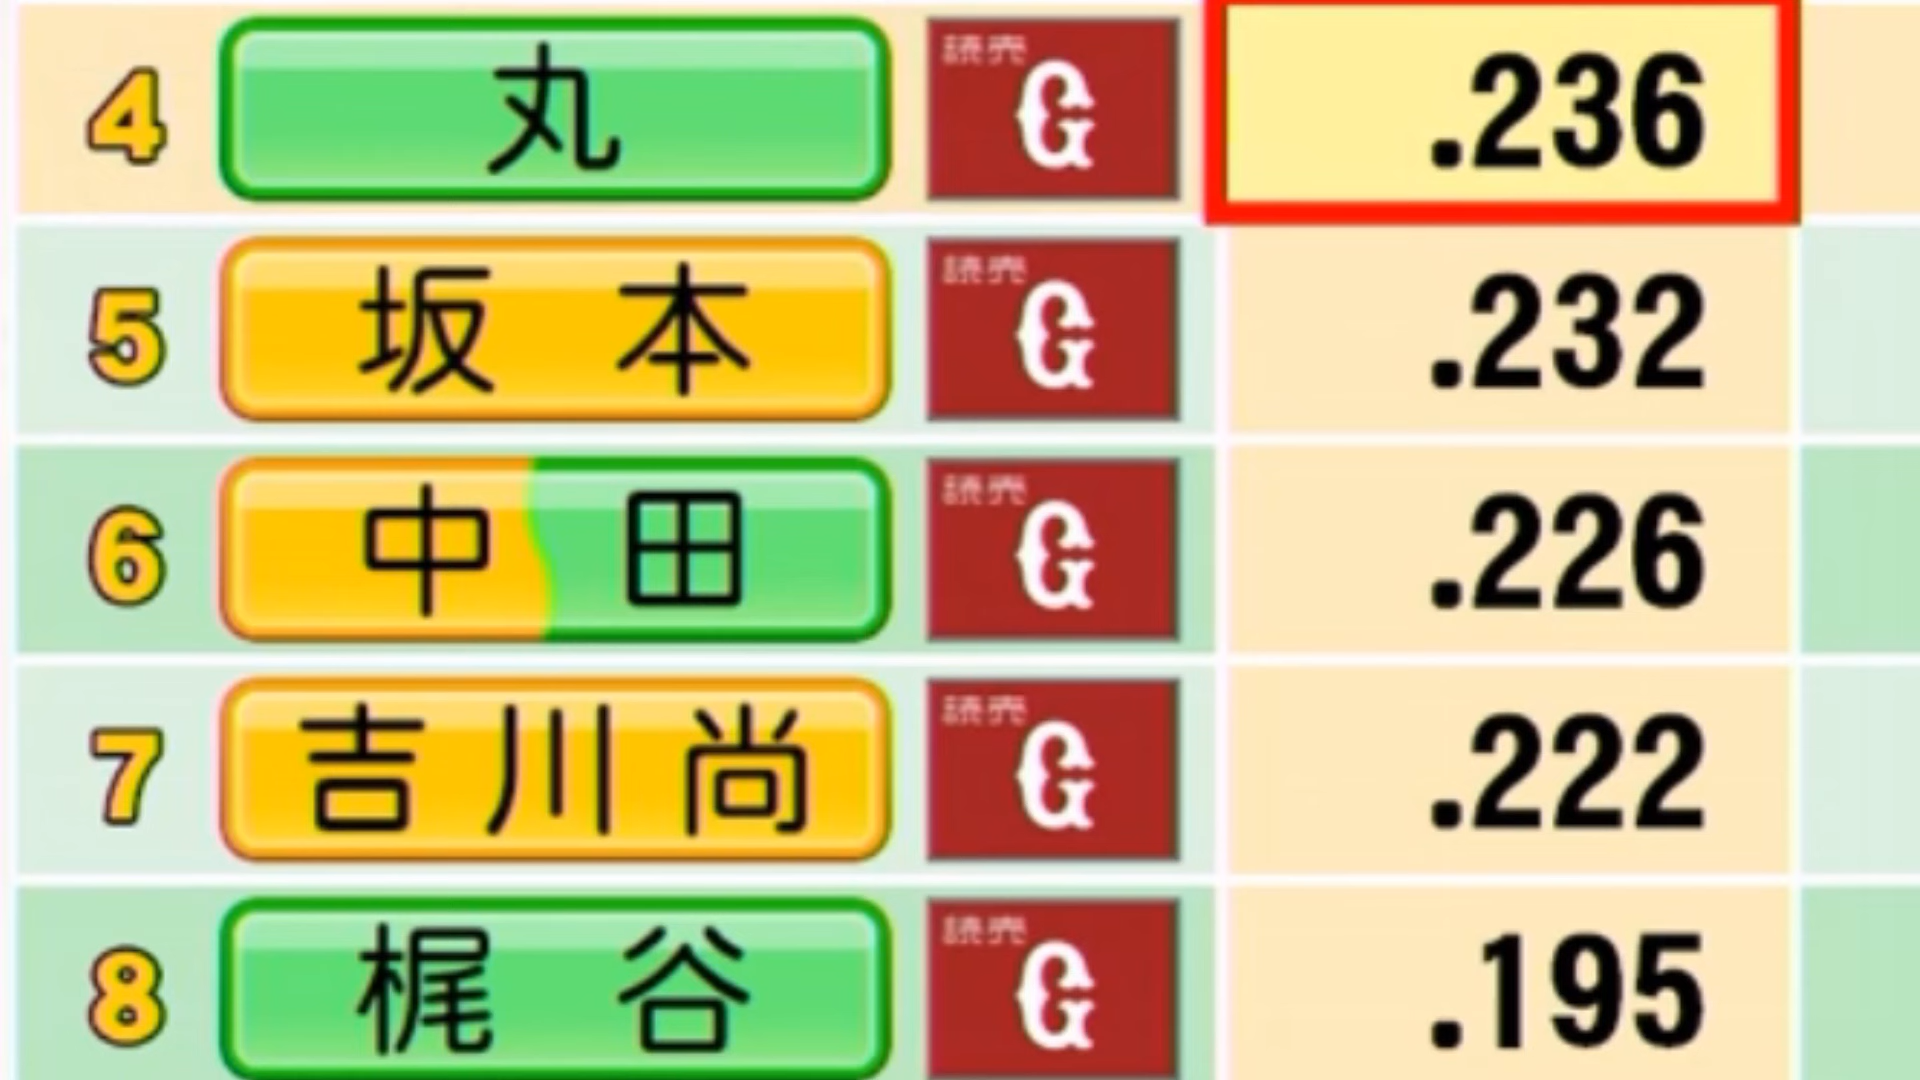 4 丸 読売 G .236
5 坂本 読売 G .232
6 中田 読売 G .226
7 吉川尚 読売 G .222
8 梶谷 読売 G .195